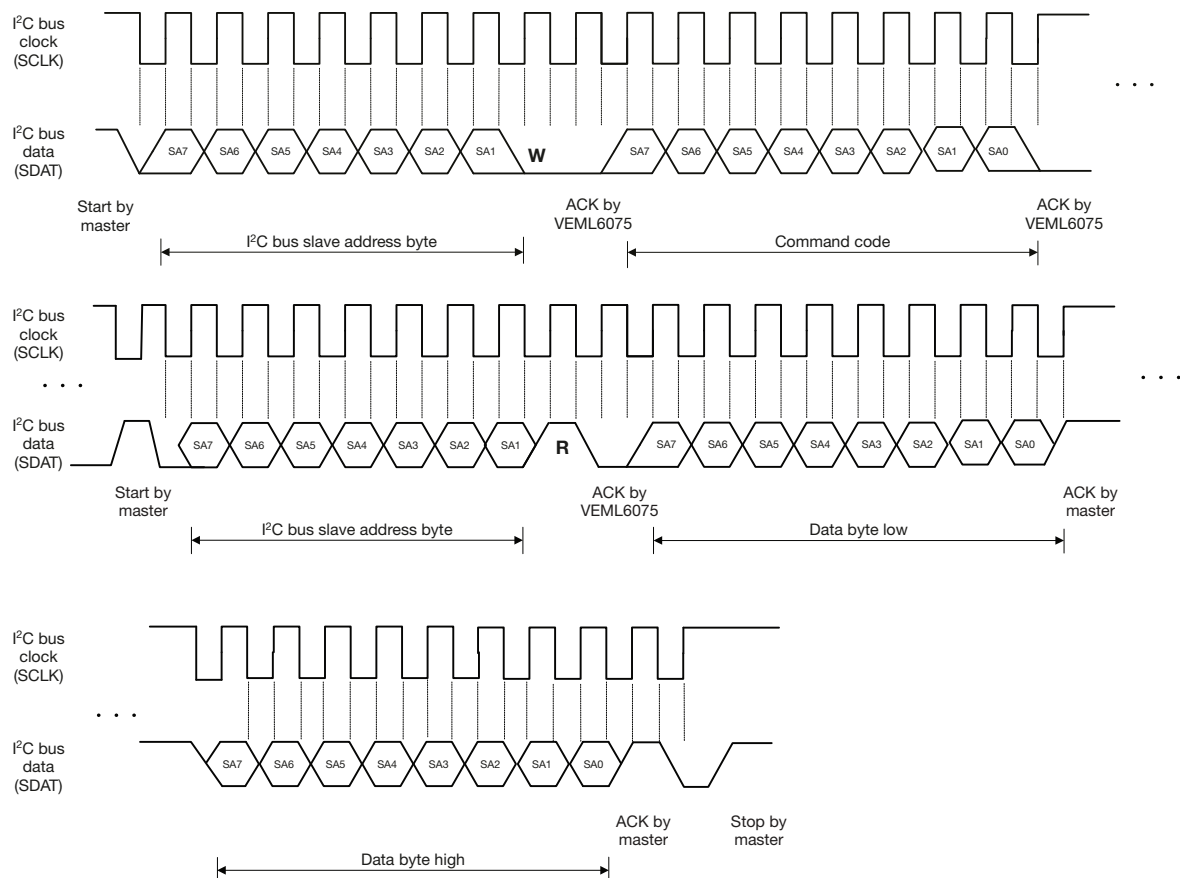 I²C bus
clock
(SCLK)
. . .
I²C bus
data
(SDAT)
SA7 SA6 SA5 SA4 SA3 SA2 SA1 W SA7 SA6 SA5 SA4 SA3 SA2 SA1 SA0
Start by
master
ACK by
VEML6075
ACK by
VEML6075
I²C bus slave address byte
Command code
I²C bus
clock
(SCLK)
. . .
. . .
I²C bus
data
(SDAT)
SA7 SA6 SA5 SA4 SA3 SA2 SA1 R SA7 SA6 SA5 SA4 SA3 SA2 SA1 SA0
Start by
master
ACK by
VEML6075
ACK by
master
I²C bus slave address byte
Data byte low
I²C bus
clock
(SCLK)
. . .
I²C bus
data
(SDAT)
SA7 SA6 SA5 SA4 SA3 SA2 SA1 SA0
ACK by
master
Stop by
master
Data byte high